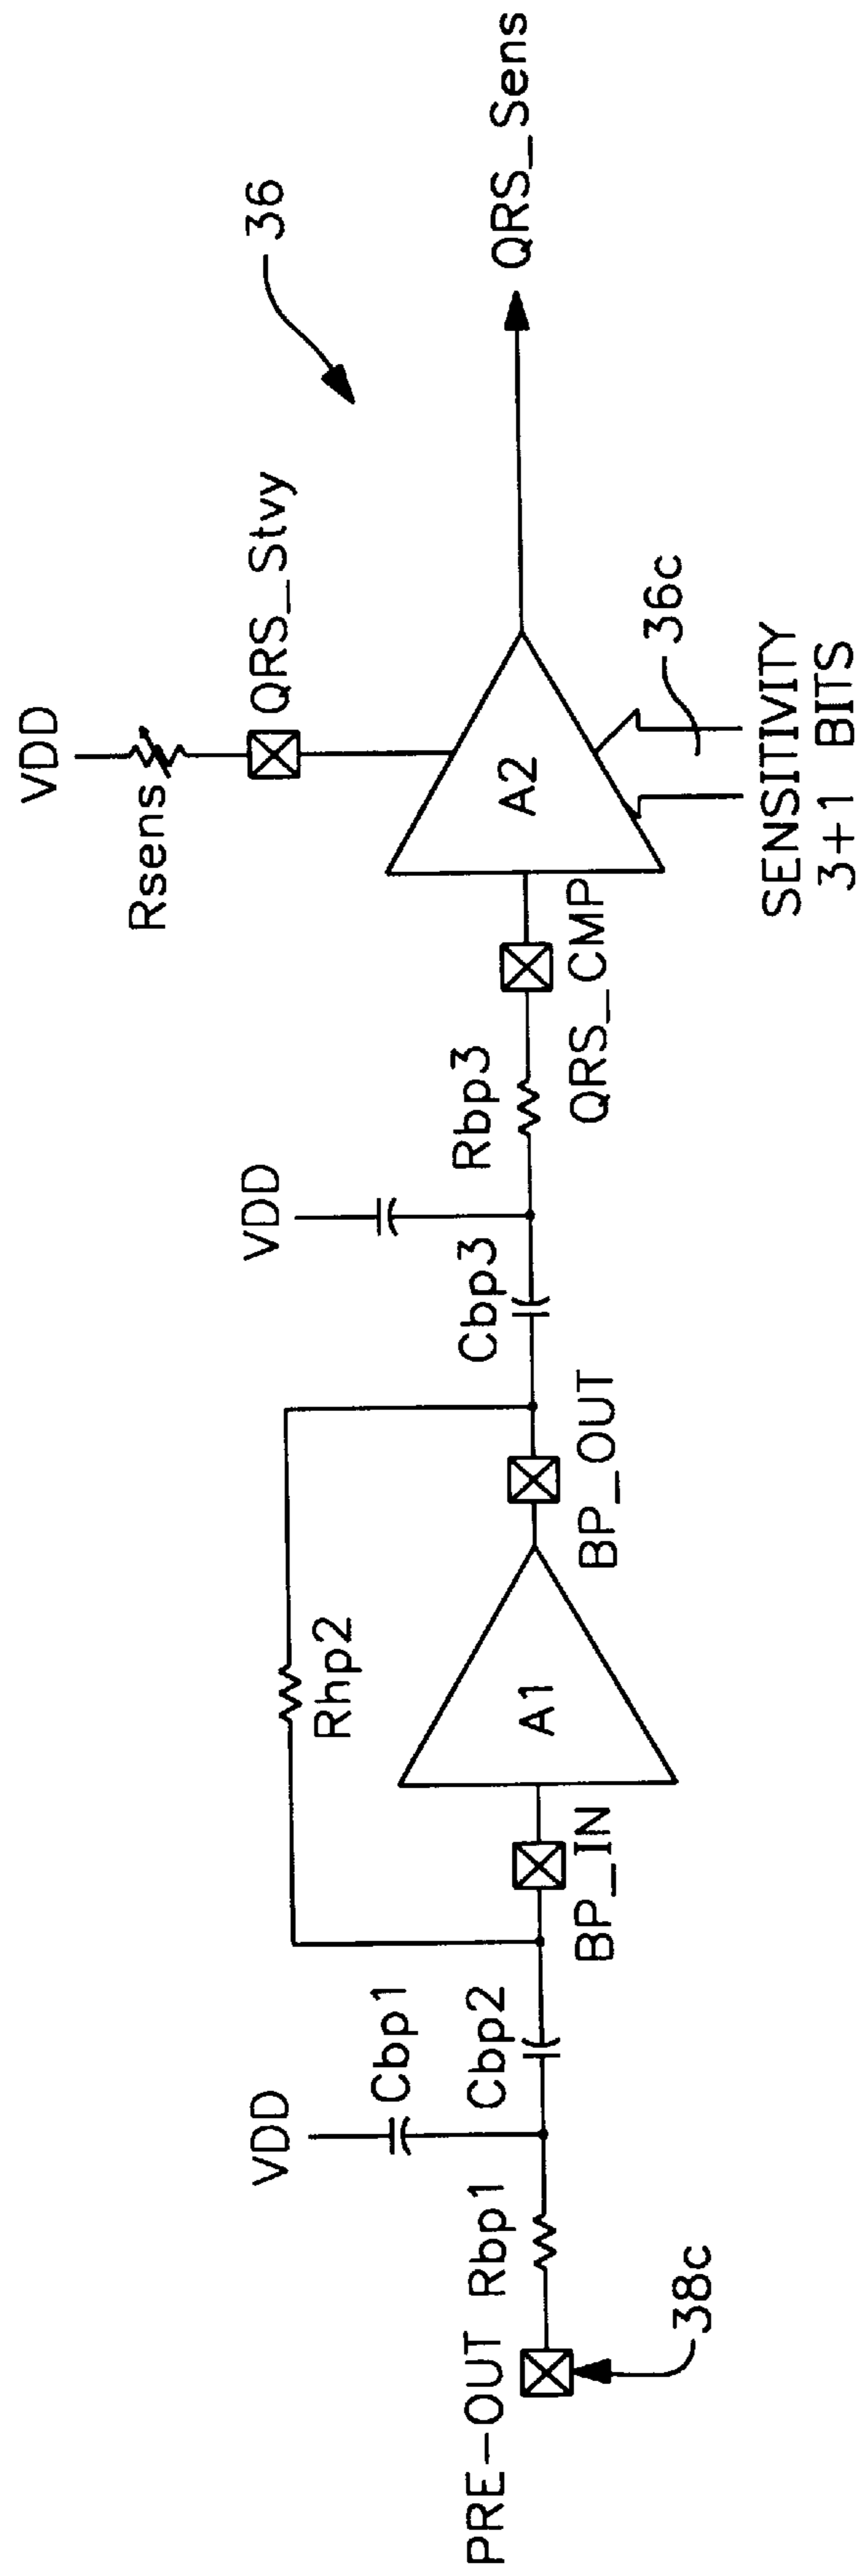 PRE-OUT
38c
Rbp1
VDD
Cbp1
Cbp2
BP_IN
Rhp2
A1
BP_OUT
Cbp3
VDD
Rbp3
QRS_CMP
VDD
Rsens
QRS_Stvy
A2
SENSITIVITY
3+1 BITS
36c
36
QRS_Sens